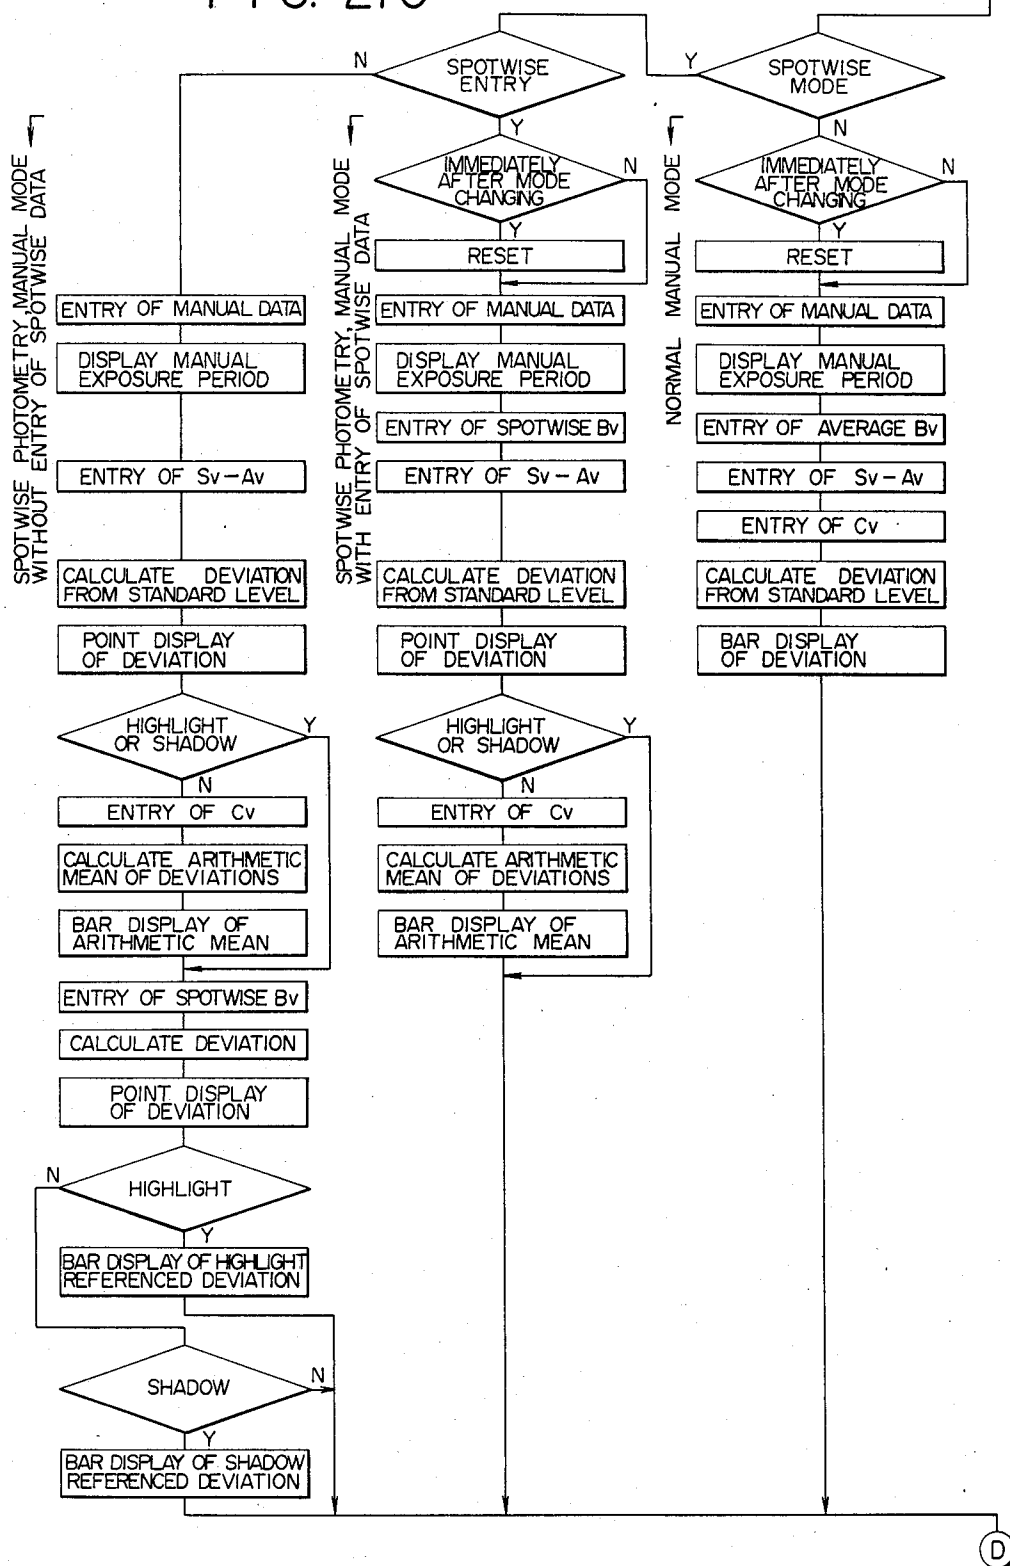 FIG. 21C
SPOTWISE
ENTRY
N
Y
SPOTWISE
MODE
Y
N
SPOTWISE PHOTOMETRY, MANUAL MODE
WITHOUT ENTRY OF SPOTWISE DATA
ENTRY OF MANUAL DATA
DISPLAY MANUAL
EXPOSURE PERIOD
ENTRY OF Sv-Av
CALCULATE DEVIATION
FROM STANDARD LEVEL
POINT DISPLAY
OF DEVIATION
HIGHLIGHT
OR SHADOW
Y
N
ENTRY OF Cv
CALCULATE ARITHMETIC
MEAN OF DEVIATIONS
BAR DISPLAY OF
ARITHMETIC MEAN
ENTRY OF SPOTWISE Bv
CALCULATE DEVIATION
POINT DISPLAY
OF DEVIATION
N
HIGHLIGHT
Y
BAR DISPLAY OF HIGHLIGHT
REFERENCED DEVIATION
SHADOW
N
Y
BAR DISPLAY OF SHADOW
REFERENCED DEVIATION
SPOTWISE PHOTOMETRY, MANUAL MODE
WITH ENTRY OF SPOTWISE DATA
IMMEDIATELY
AFTER MODE
CHANGING
N
Y
RESET
ENTRY OF MANUAL DATA
DISPLAY MANUAL
EXPOSURE PERIOD
ENTRY OF SPOTWISE Bv
ENTRY OF Sv-Av
CALCULATE DEVIATION
FROM STANDARD LEVEL
POINT DISPLAY
OF DEVIATION
HIGHLIGHT
OR SHADOW
Y
N
ENTRY OF Cv
CALCULATE ARITHMETIC
MEAN OF DEVIATIONS
BAR DISPLAY OF
ARITHMETIC MEAN
NORMAL MANUAL MODE
IMMEDIATELY
AFTER MODE
CHANGING
N
Y
RESET
ENTRY OF MANUAL DATA
DISPLAY MANUAL
EXPOSURE PERIOD
ENTRY OF AVERAGE Bv
ENTRY OF Sv-Av
ENTRY OF Cv
CALCULATE DEVIATION
FROM STANDARD LEVEL
BAR DISPLAY
OF DEVIATION
D